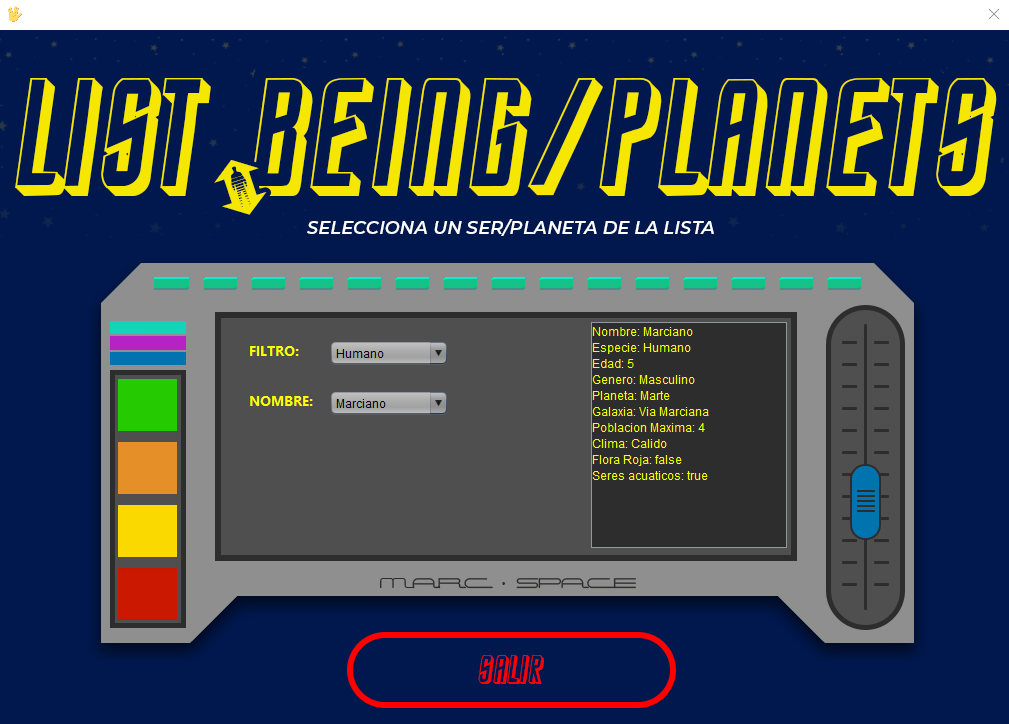 LIST BEING/PLANETS
SELECCIONA UN SER/PLANETA DE LA LISTA
FILTRO: Humano
NOMBRE: Marciano
Nombre: Marciano
Especie: Humano
Edad: 5
Genero: Masculino
Planeta: Marte
Galaxia: Via Marciana
Poblacion Maxima: 4
Clima: Calido
Flora Roja: false
Seres acuaticos: true
MARC · SPACE
SALIR